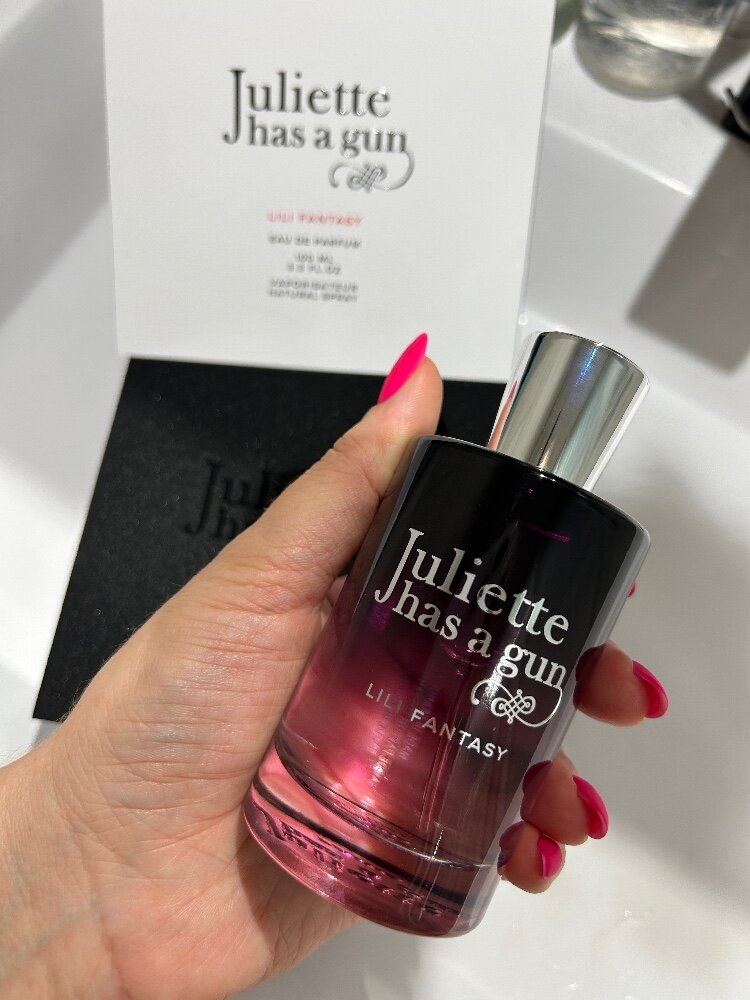 Juliette
has a gun
LILI FANTASY
EAU DE PARFUM
100 ML
3.3 FL.OZ
VAPORISATEUR
NATURAL SPRAY
Juliette
has a gun
LILI FANTASY